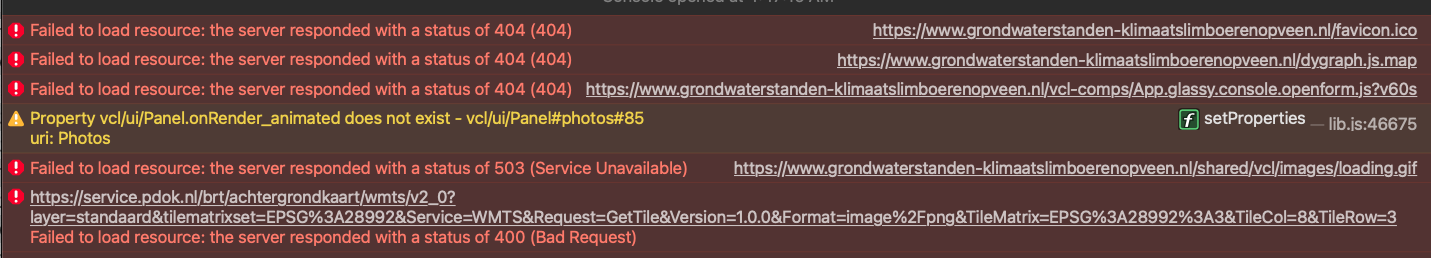 Failed to load resource: the server responded with a status of 404 (404) https://www.grondwaterstanden-klimaatslimboerenopveen.nl/favicon.ico
Failed to load resource: the server responded with a status of 404 (404) https://www.grondwaterstanden-klimaatslimboerenopveen.nl/dygraph.js.map
Failed to load resource: the server responded with a status of 404 (404) https://www.grondwaterstanden-klimaatslimboerenopveen.nl/vcl-comps/App.glassy.console.openform.js?v60s
Property vcl/ui/Panel.onRender_animated does not exist - vcl/ui/Panel#photos#85 f setProperties — lib.js:46675
uri: Photos
Failed to load resource: the server responded with a status of 503 (Service Unavailable) https://www.grondwaterstanden-klimaatslimboerenopveen.nl/shared/vcl/images/loading.gif
https://service.pdok.nl/brt/achtergrondkaart/wmts/v2_0?
layer=standaard&tilematrixset=EPSG%3A28992&Service=WMTS&Request=GetTile&Version=1.0.0&Format=image%2Fpng&TileMatrix=EPSG%3A28992%3A3&TileCol=8&TileRow=3
Failed to load resource: the server responded with a status of 400 (Bad Request)